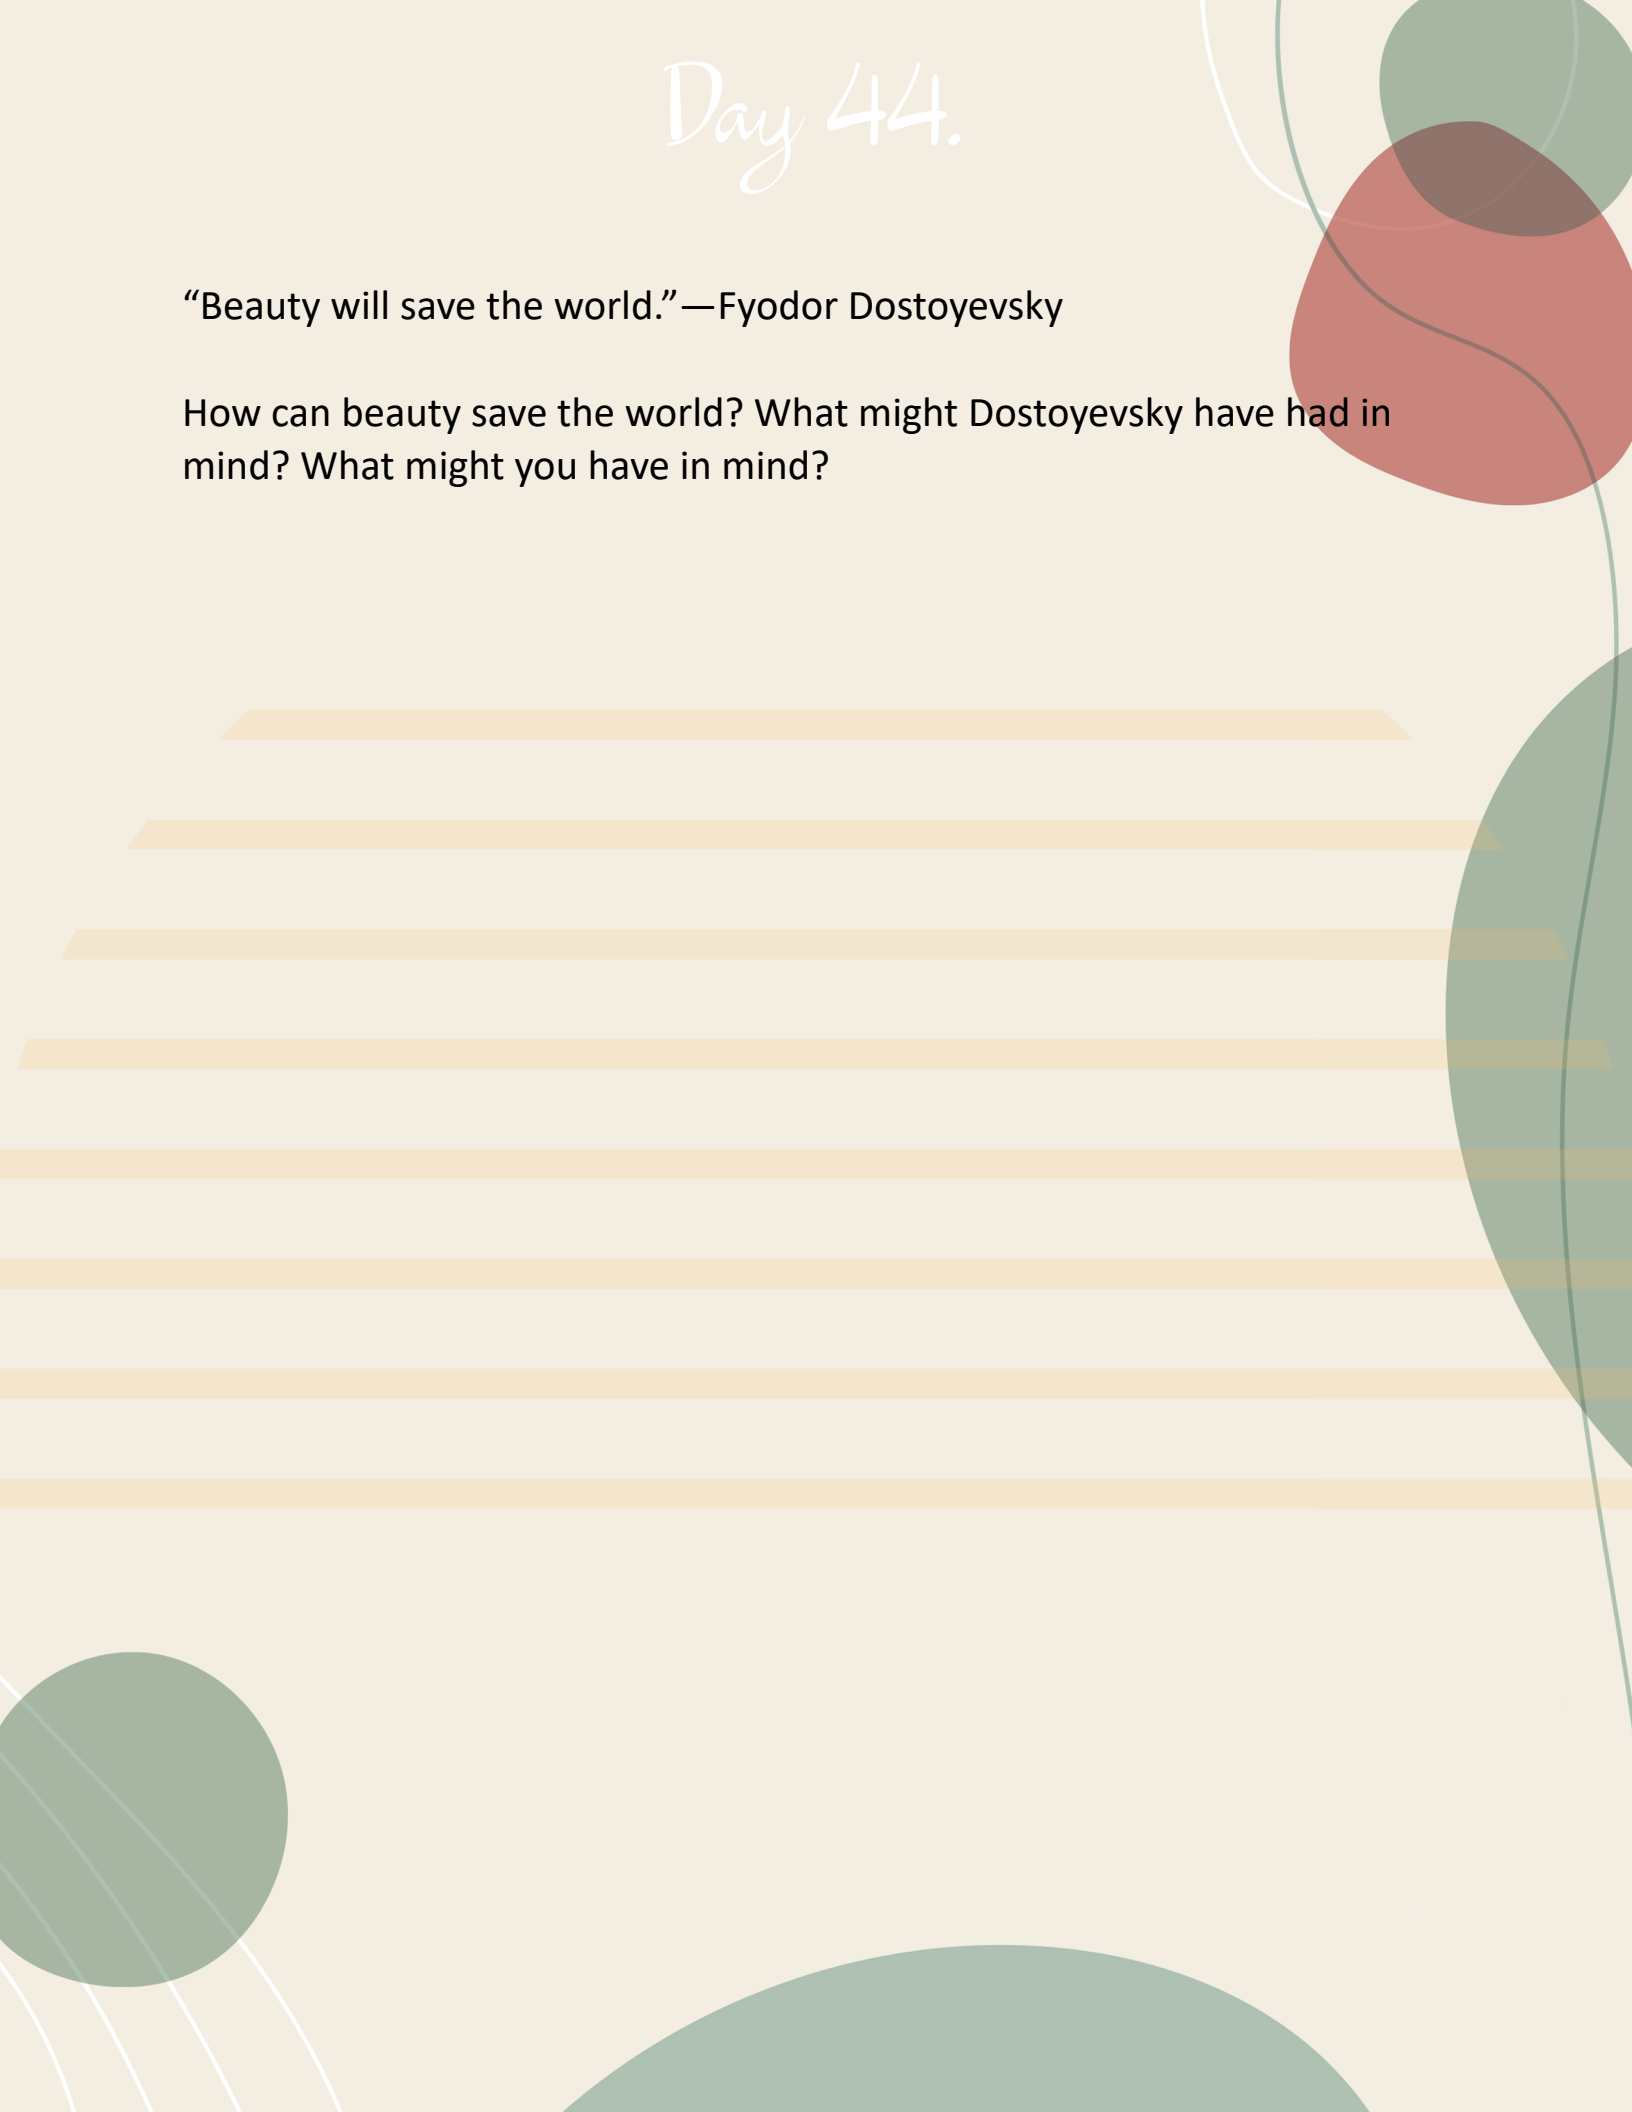 Day 44.
“Beauty will save the world.”—Fyodor Dostoyevsky
How can beauty save the world? What might Dostoyevsky have had in
mind? What might you have in mind?